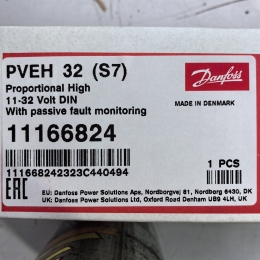 PVEH 32 (S7)
Proportional High
11-32 Volt DIN
With passive fault monitoring
Danfoss
MADE IN DENMARK
11166824
111668242323C440494
1 PCS
EAC
EU: Danfoss Power Solutions Aps, Nordborgvej 81, Nordborg 6430, DK
UK: Danfoss Power Solutions Ltd, Oxford Road Denham UB9 4LH, UK